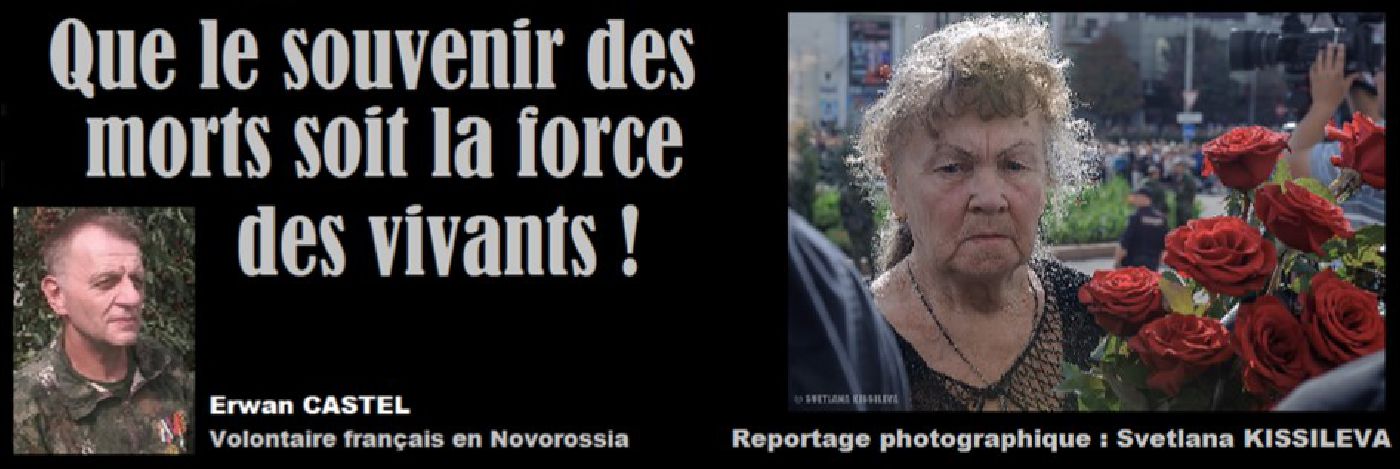 Que le souvenir des
morts soit la force
des vivants !
Erwan CASTEL
Volontaire français en Novorossia
© SVETLANA KISSILEVA
Reportage photographique : Svetlana KISSILEVA